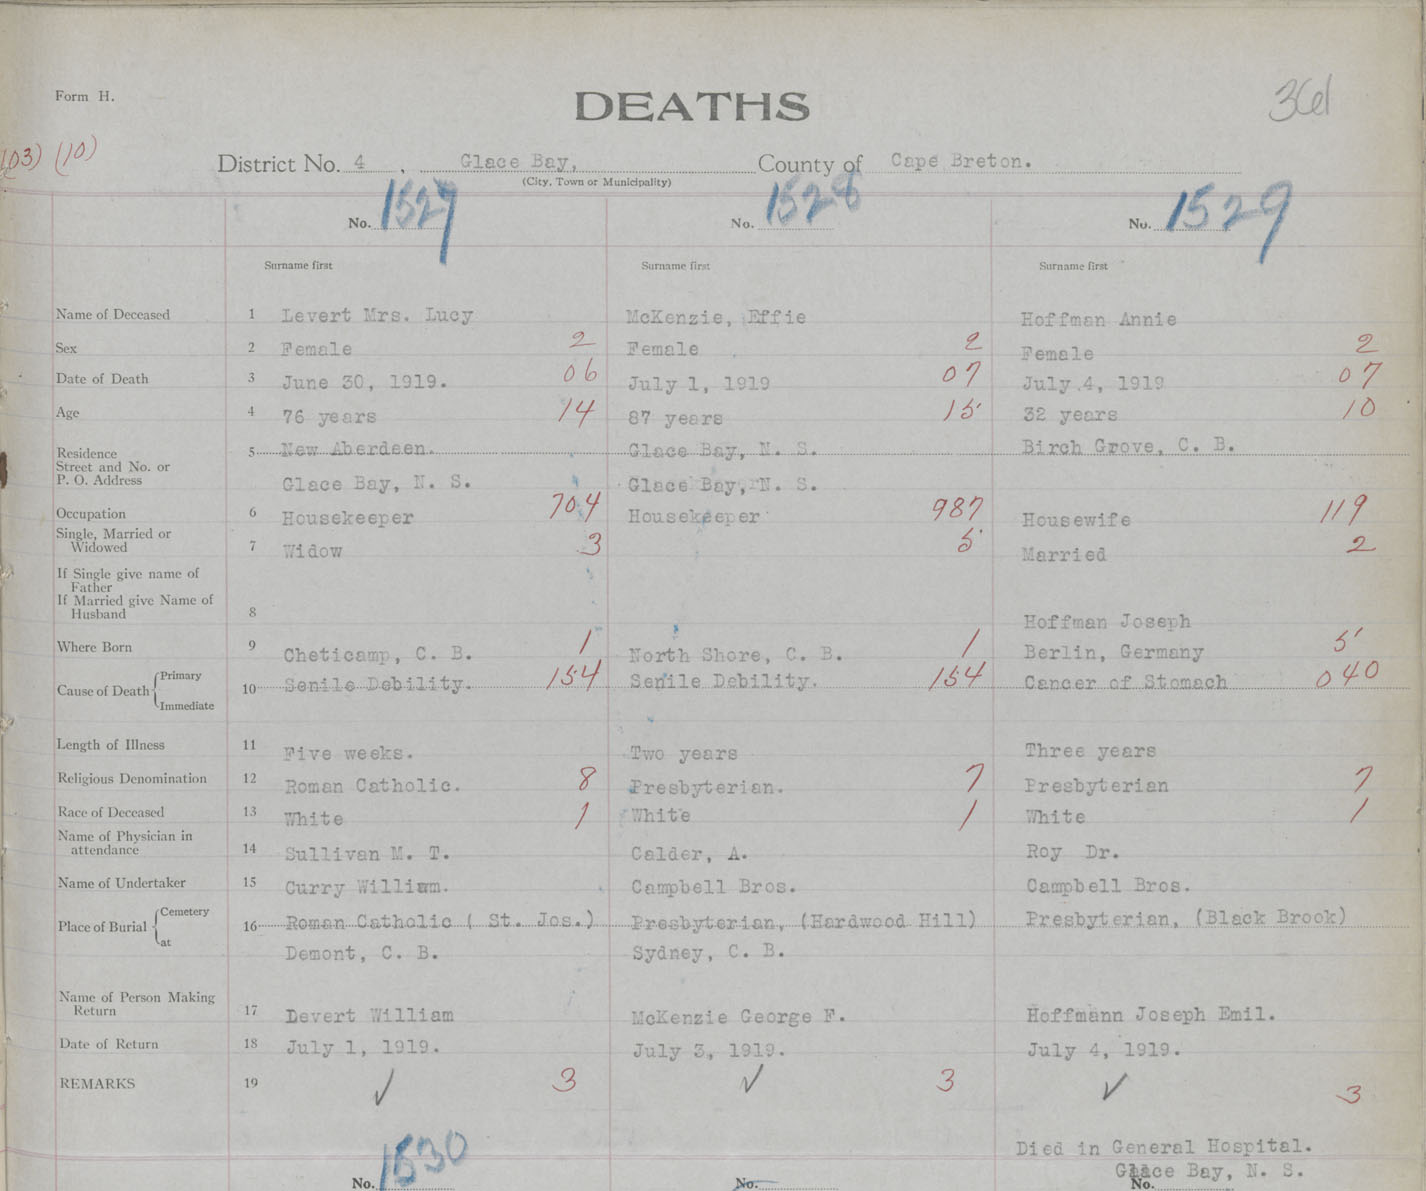 Form H.
DEATHS
361
103) (10)
District No. 4, Glace Bay, County of Cape Breton.
(City, Town or Municipality)
No. 1527 No. 1528 No. 1529
Surname first Surname first Surname first
Name of Deceased 1 Levert Mrs. Lucy McKenzie, Effie Hoffman Annie
Sex 2 Female 2 Female 2 Female 2
Date of Death 3 June 30, 1919. 06 July 1, 1919 07 July 4, 1919 07
Age 4 76 years 14 87 years 15 32 years 10
Residence 5 New Aberdeen. Glace Bay, N. S. Birch Grove, C. B.
Street and No. or
P. O. Address Glace Bay, N. S. Glace Bay, N. S.
Occupation 6 Housekeeper 704 Housekeeper 987 Housewife 119
Single, Married or
Widowed 7 Widow 3 5 Married 2
If Single give name of
Father
If Married give Name of
Husband 8 Hoffman Joseph
Where Born 9 Cheticamp, C. B. 1 North Shore, C. B. 1 Berlin, Germany 5
Cause of Death Primary 10 Senile Debility. 154 Senile Debility. 154 Cancer of Stomach 040
Immediate
Length of Illness 11 Five weeks. Two years Three years
Religious Denomination 12 Roman Catholic. 8 Presbyterian. 7 Presbyterian 7
Race of Deceased 13 White 1 White 1 White 1
Name of Physician in
attendance 14 Sullivan M. T. Calder, A. Roy Dr.
Name of Undertaker 15 Curry William. Campbell Bros. Campbell Bros.
Place of Burial Cemetery 16 Roman Catholic ( St. Jos.) Presbyterian, (Hardwood Hill) Presbyterian, (Black Brook)
at Demont, C. B. Sydney, C. B.
Name of Person Making
Return 17 Devert William McKenzie George F. Hoffmann Joseph Emil.
Date of Return 18 July 1, 1919. July 3, 1919. July 4, 1919.
REMARKS 19 ✓ 3 ✓ 3 ✓ 3
Died in General Hospital.
Glace Bay, N. S.
No. 1530 No. No.